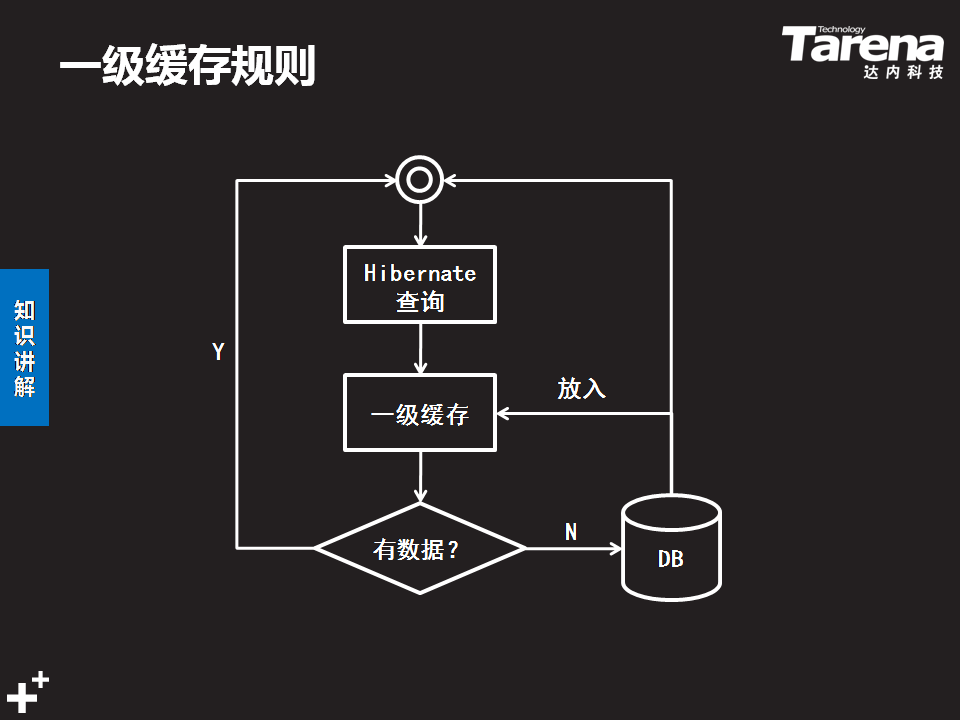 一级缓存规则
Technology
Tarena
达内科技
Hibernate
查询
Y
放入
一级缓存
知识讲解
N
有数据？
DB